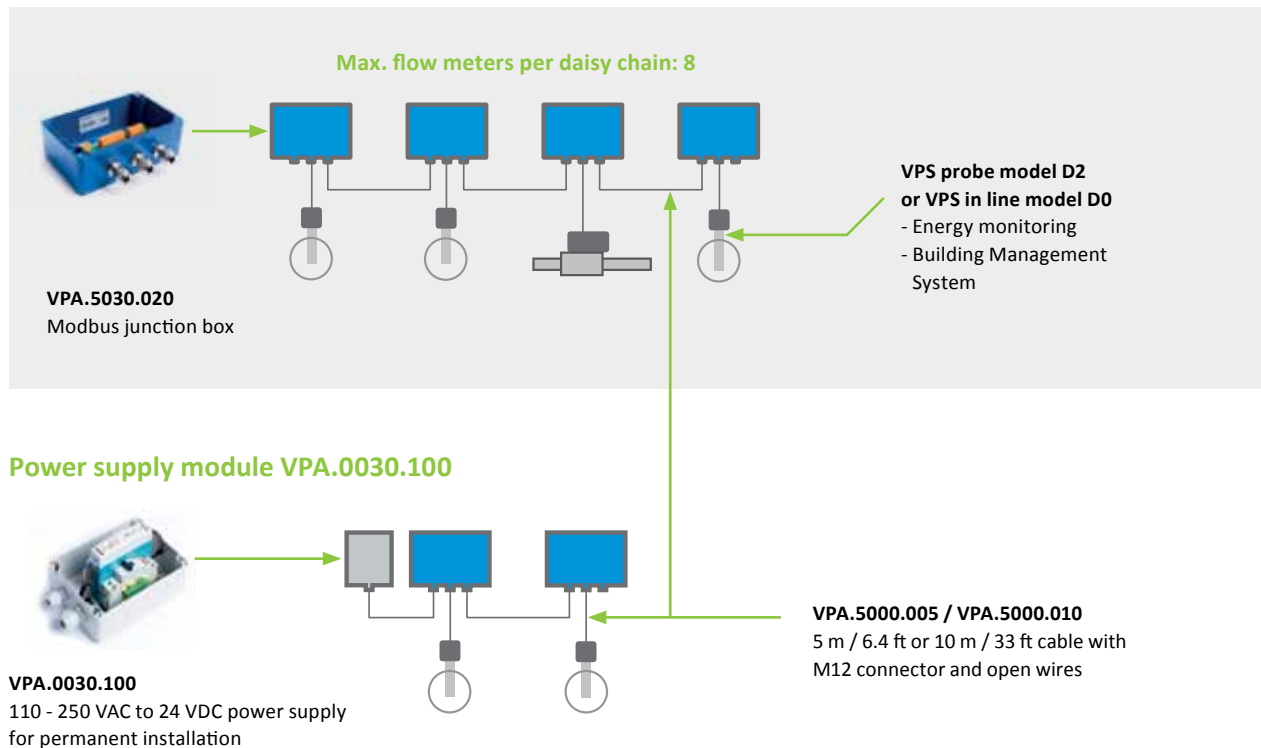 Max. flow meters per daisy chain: 8
VPS probe model D2
or VPS in line model D0
- Energy monitoring
- Building Management
System
VPA.5030.020
Modbus junction box
Power supply module VPA.0030.100
VPA.5000.005 / VPA.5000.010
5 m / 6.4 ft or 10 m / 33 ft cable with
M12 connector and open wires
VPA.0030.100
110 - 250 VAC to 24 VDC power supply
for permanent installation